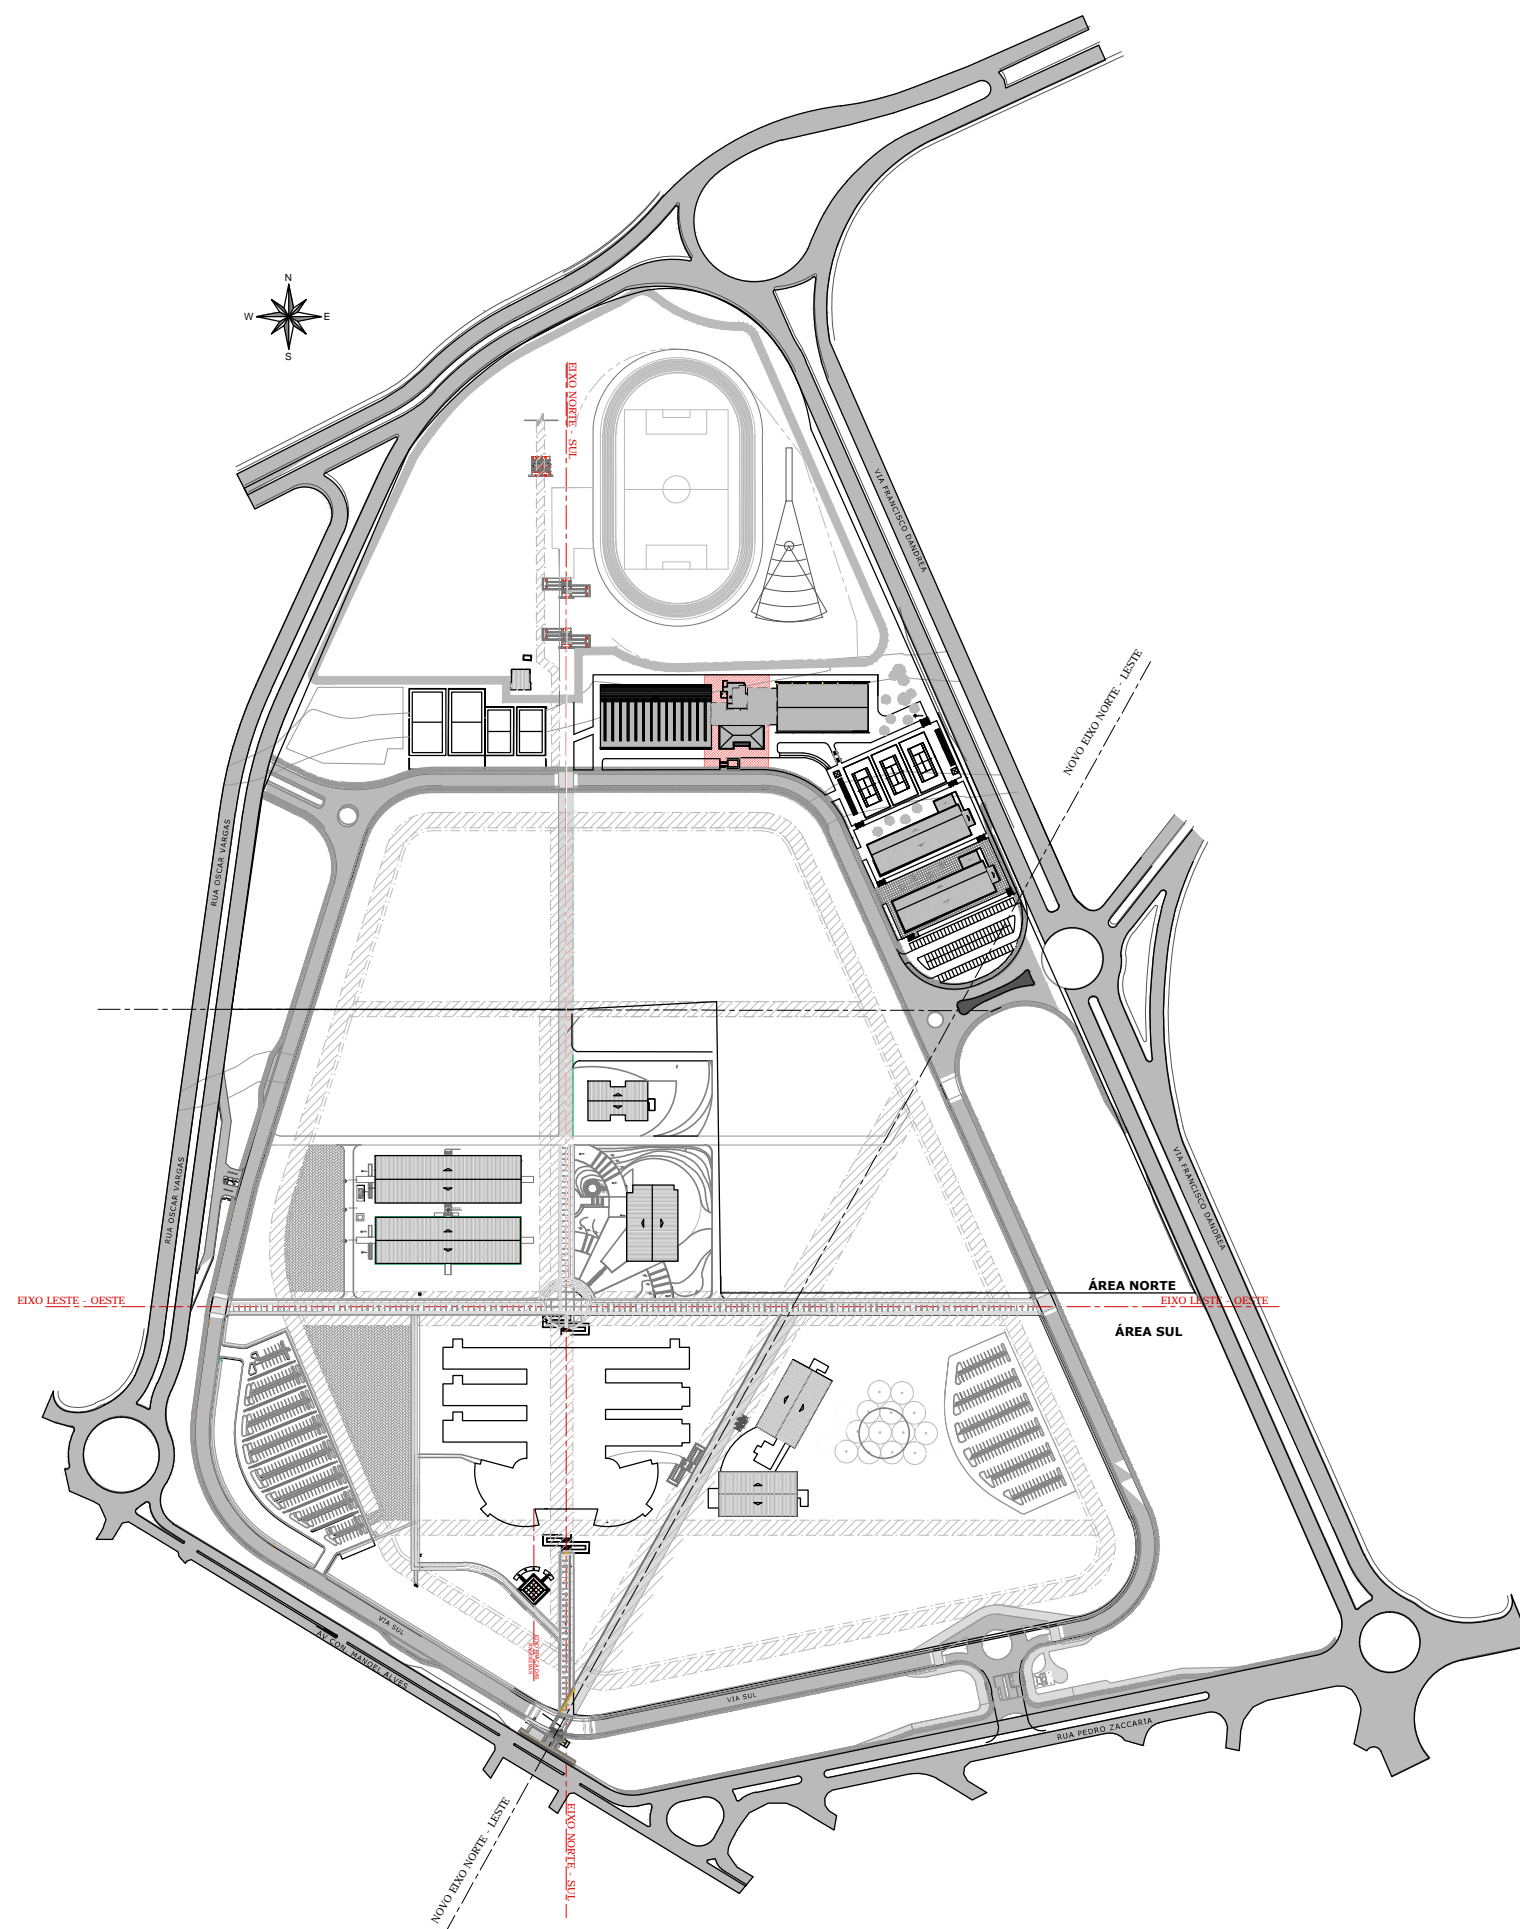 N
W E
S
EIXO NORTE - SUL
VIA FRANCISCO DANDREA
NOVO EIXO NORTE - LESTE
RUA OSCAR VARGAS
RUA OSCAR VARGAS
VIA FRANCISCO DANDREA
ÁREA NORTE
EIXO LESTE - OESTE
EIXO LESTE - OESTE
ÁREA SUL
VIA SUL
AV CON. MANOEL ALVES
VIA SUL
RUA PEDRO ZACCARIA
NOVO EIXO NORTE - LESTE
EIXO NORTE - SUL